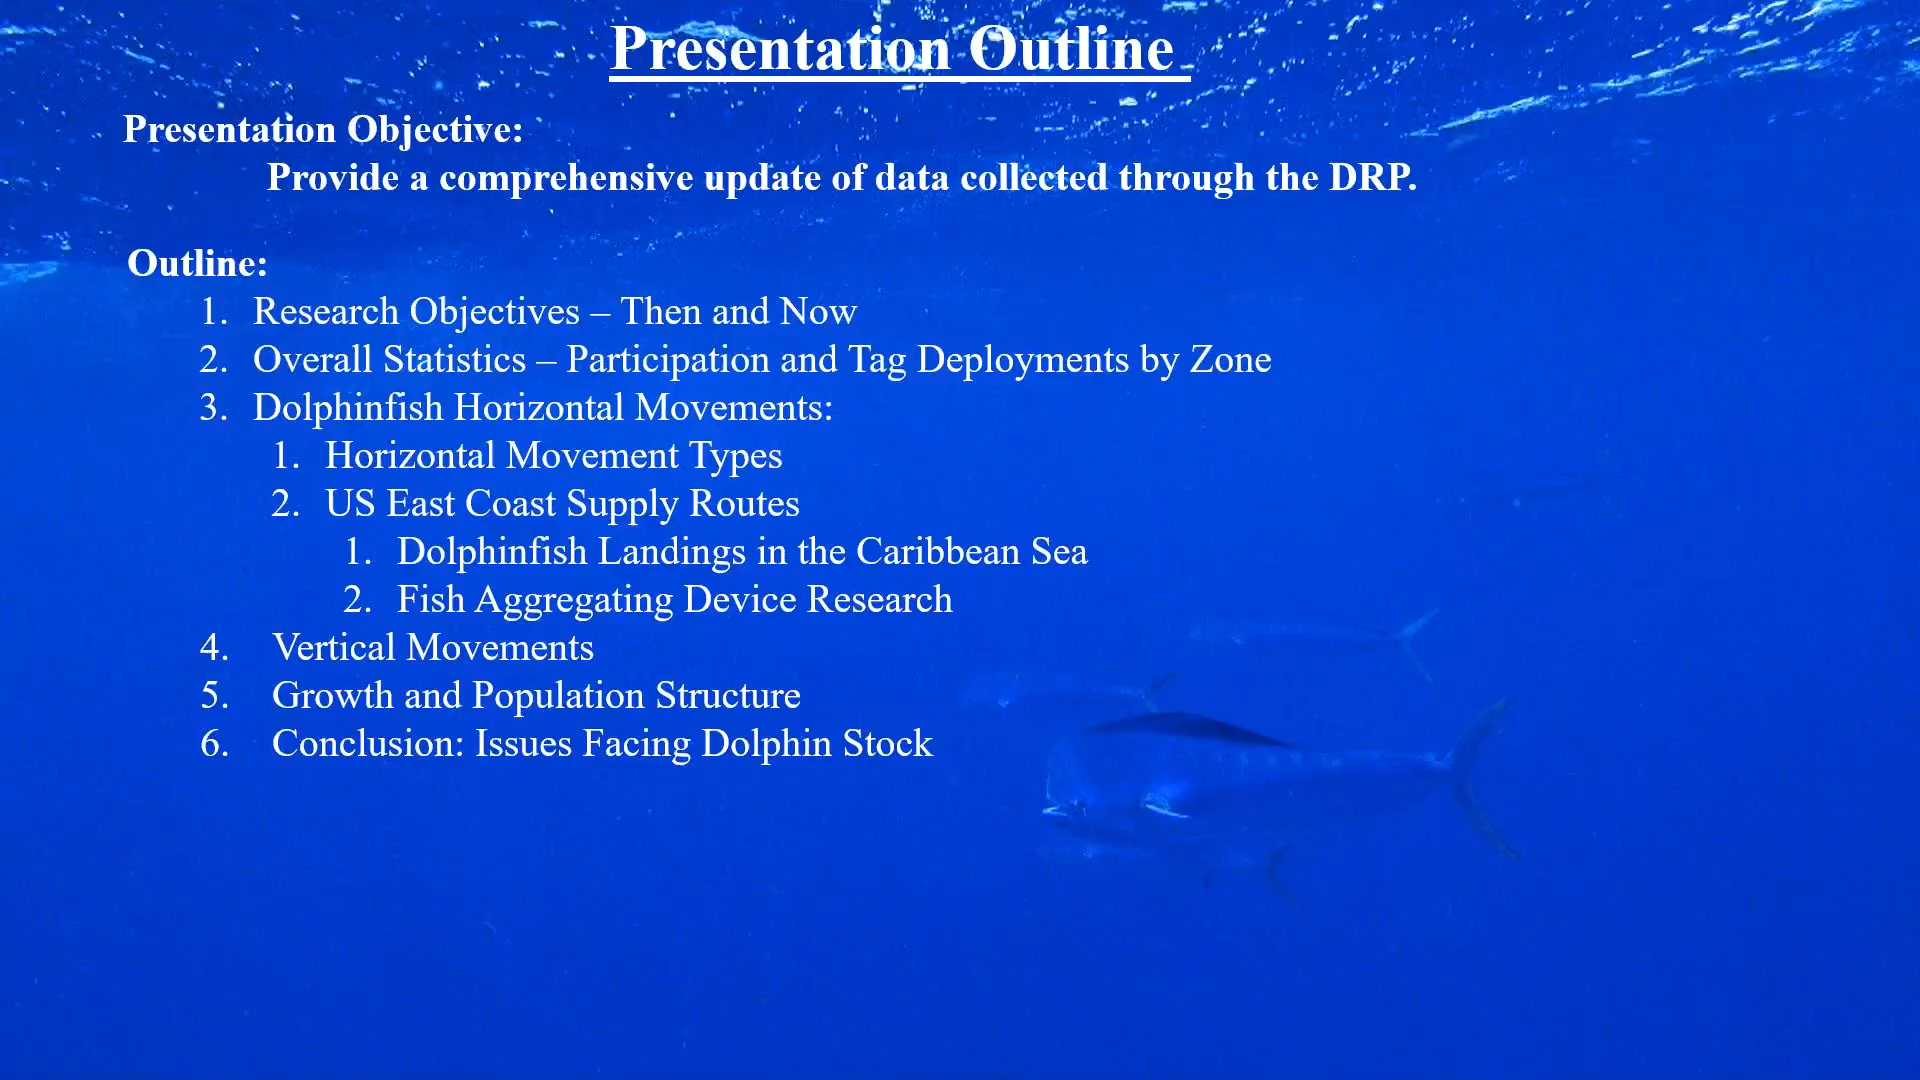 Presentation Outline
Presentation Objective:
Provide a comprehensive update of data collected through the DRP.
Outline:
1. Research Objectives – Then and Now
2. Overall Statistics – Participation and Tag Deployments by Zone
3. Dolphinfish Horizontal Movements:
1. Horizontal Movement Types
2. US East Coast Supply Routes
1. Dolphinfish Landings in the Caribbean Sea
2. Fish Aggregating Device Research
4. Vertical Movements
5. Growth and Population Structure
6. Conclusion: Issues Facing Dolphin Stock